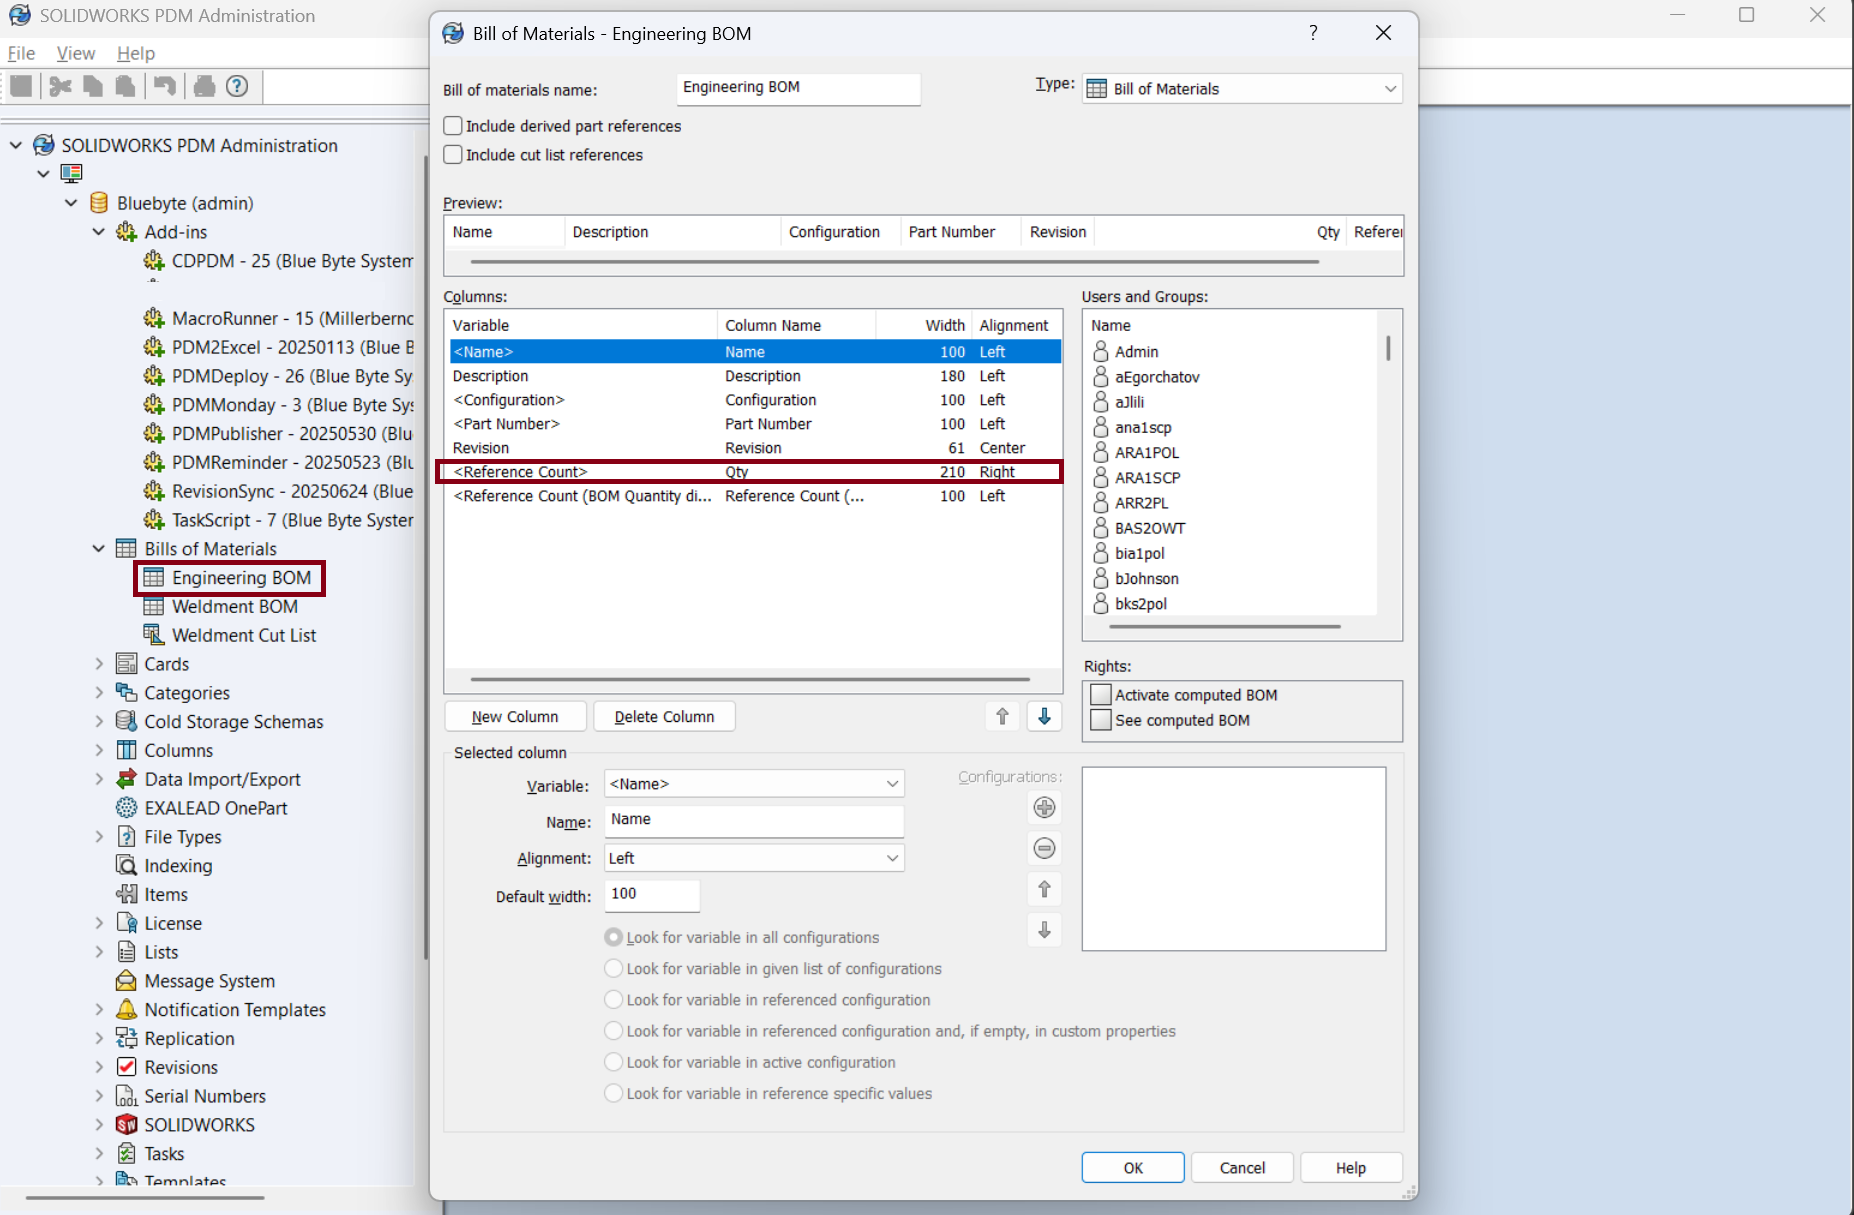 SOLIDWORKS PDM Administration
File View Help
SOLIDWORKS PDM Administration
Bluebyte (admin)
Add-ins
CDPDM - 25 (Blue Byte System
MacroRunner - 15 (Millerbernd
PDM2Excel - 20250113 (Blue B
PDMDeploy - 26 (Blue Byte Sy
PDMMonday - 3 (Blue Byte Sys
PDMPublisher - 20250530 (Blu
PDMReminder - 20250523 (Blu
RevisionSync - 20250624 (Blue
TaskScript - 7 (Blue Byte System
Bills of Materials
Engineering BOM
Weldment BOM
Weldment Cut List
Cards
Categories
Cold Storage Schemas
Columns
Data Import/Export
EXALEAD OnePart
File Types
Indexing
Items
License
Lists
Message System
Notification Templates
Replication
Revisions
Serial Numbers
SOLIDWORKS
Tasks
Templates
Bill of Materials - Engineering BOM
Bill of materials name: Engineering BOM
Type: Bill of Materials
Include derived part references
Include cut list references
Preview:
Name Description Configuration Part Number Revision Qty Referen
Columns:
Variable Column Name Width Alignment
<Name> Name 100 Left
Description Description 180 Left
<Configuration> Configuration 100 Left
<Part Number> Part Number 100 Left
Revision Revision 61 Center
<Reference Count> Qty 210 Right
<Reference Count (BOM Quantity di... Reference Count (... 100 Left
New Column Delete Column
Users and Groups:
Name
Admin
aEgorchatov
aJlili
ana1scp
ARA1POL
ARA1SCP
ARR2PL
BAS2OWT
bia1pol
bJohnson
bks2pol
Rights:
Activate computed BOM
See computed BOM
Selected column
Variable: <Name>
Name: Name
Alignment: Left
Default width: 100
Configurations:
Look for variable in all configurations
Look for variable in given list of configurations
Look for variable in referenced configuration
Look for variable in referenced configuration and, if empty, in custom properties
Look for variable in active configuration
Look for variable in reference specific values
OK Cancel Help